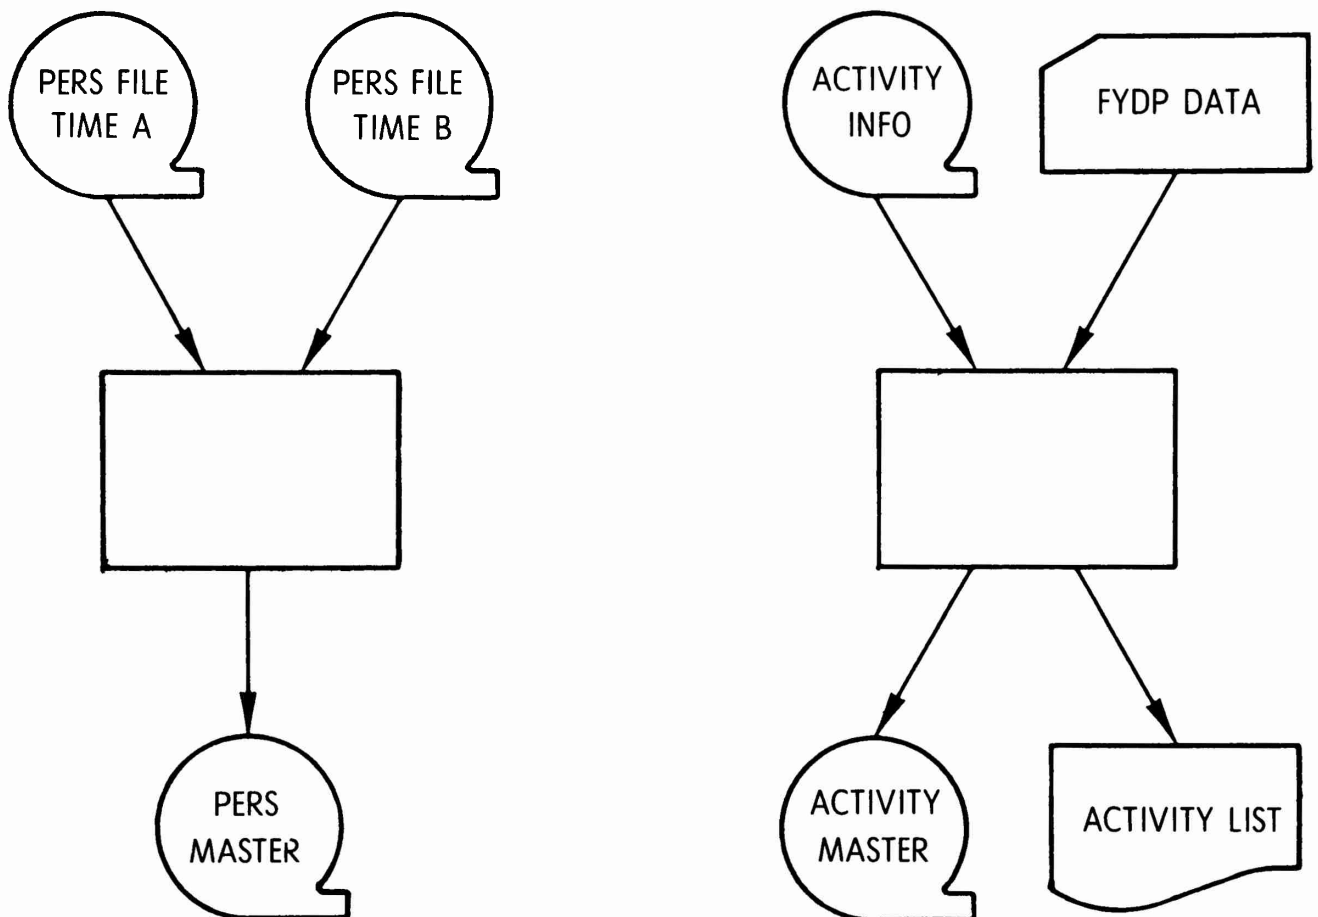 PERS FILE
TIME A
PERS FILE
TIME B
ACTIVITY
INFO
FYDP DATA
PERS
MASTER
ACTIVITY
MASTER
ACTIVITY LIST